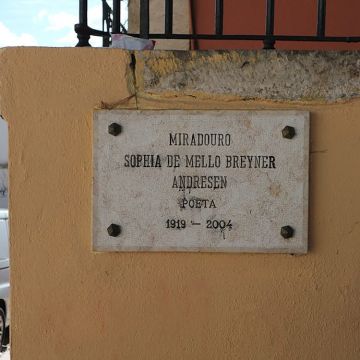 MIRADOURO
SOPHIA DE MELLO BREYNER
ANDRESEN
POETA
1919 - 2004